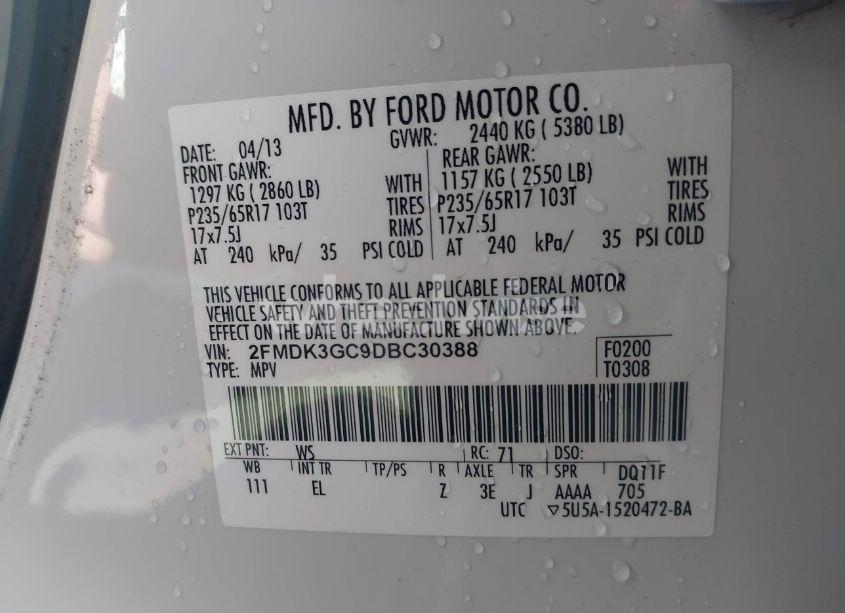 MFD. BY FORD MOTOR CO.
DATE: 04/13 GVWR: 2440 KG ( 5380 LB)
FRONT GAWR: REAR GAWR:
1297 KG ( 2860 LB) WITH 1157 KG ( 2550 LB) WITH
P235/65R17 103T TIRES P235/65R17 103T TIRES
17x7.5J RIMS 17x7.5J RIMS
AT 240 kPa/ 35 PSI COLD AT 240 kPa/ 35 PSI COLD
THIS VEHICLE CONFORMS TO ALL APPLICABLE FEDERAL MOTOR
VEHICLE SAFETY AND THEFT PREVENTION STANDARDS IN
EFFECT ON THE DATE OF MANUFACTURE SHOWN ABOVE.
VIN: 2FMDK3GC9DBC30388 F0200
TYPE: MPV T0308
EXT PNT: WS RC: 71 DSO:
WB INT TR TP/PS R AXLE TR SPR DQ11F
111 EL Z 3E J AAAA 705
UTC ▽5U5A-1520472-BA